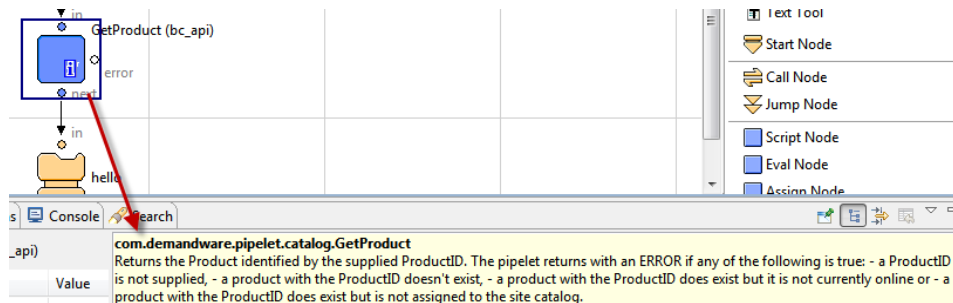 in
GetProduct (bc_api)
error
next
in
hello
Text Tool
Start Node
Call Node
Jump Node
Script Node
Eval Node
Assign Node
s
Console
Search
_api)
Value
com.demandware.pipelet.catalog.GetProduct
Returns the Product identified by the supplied ProductID. The pipelet returns with an ERROR if any of the following is true: - a ProductID
is not supplied, - a product with the ProductID doesn't exist, - a product with the ProductID does exist but it is not currently online or - a
product with the ProductID does exist but is not assigned to the site catalog.